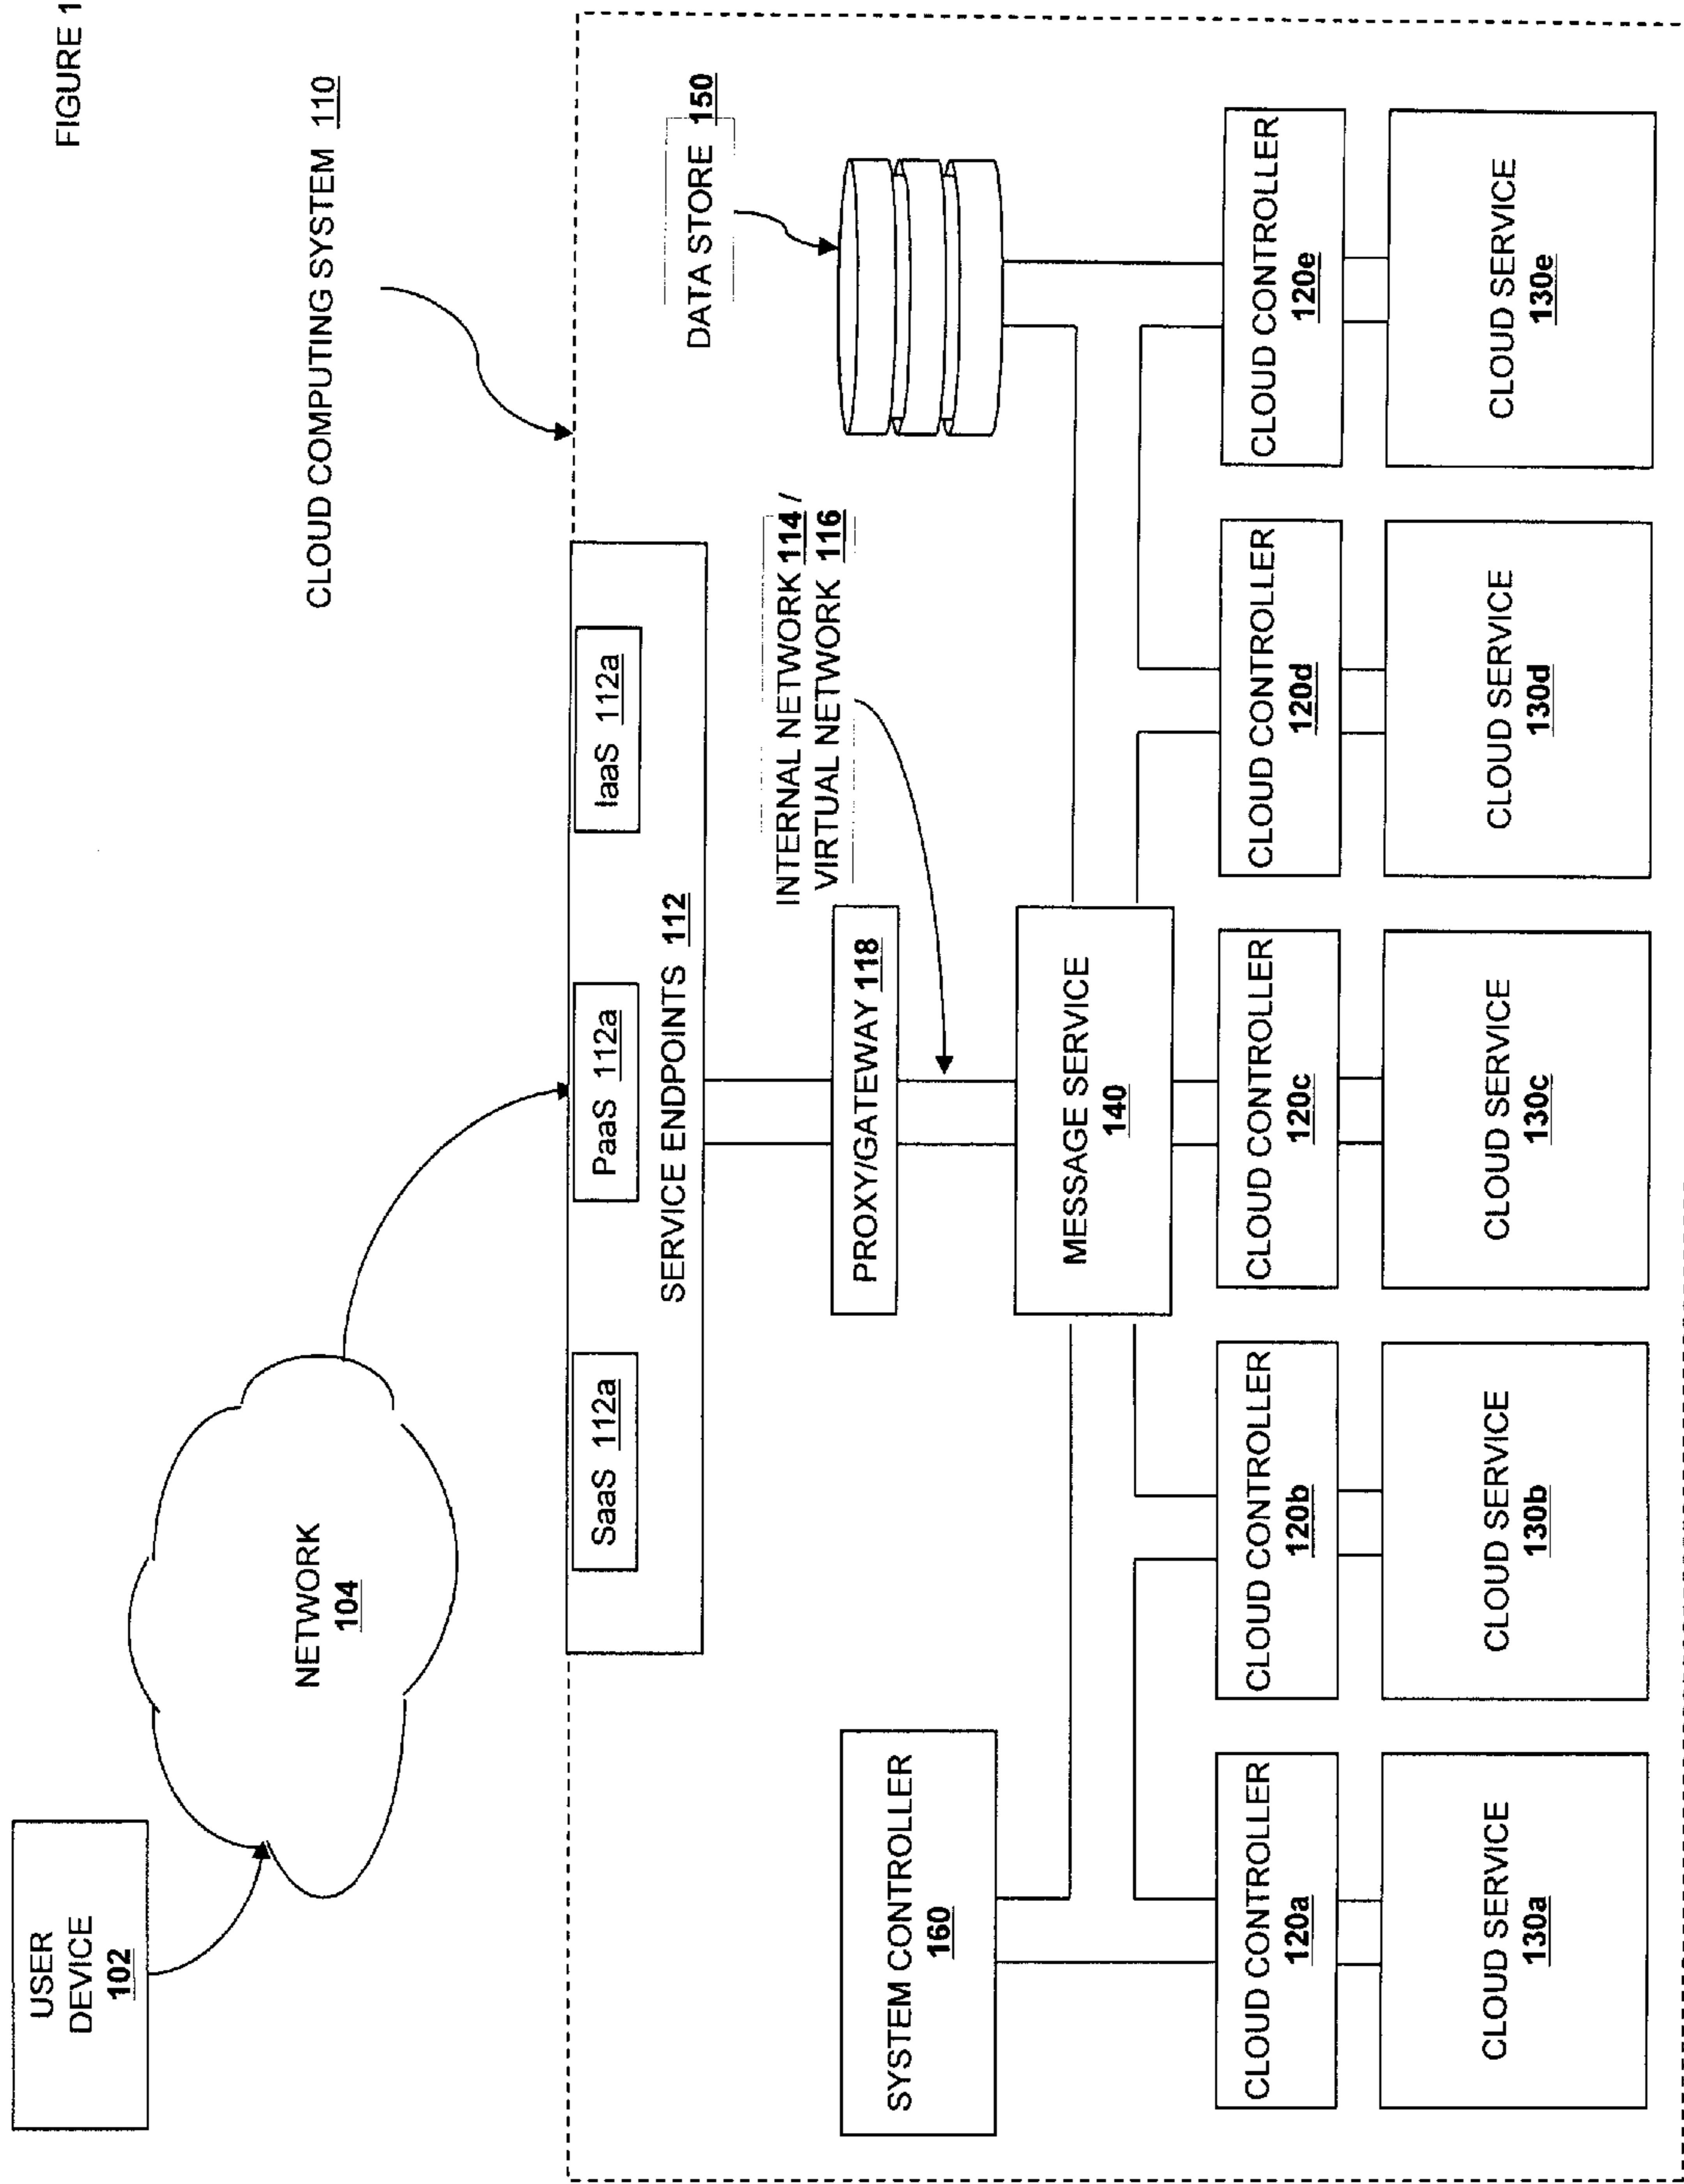 FIGURE 1
USER
DEVICE
102
NETWORK
104
CLOUD COMPUTING SYSTEM 110
SaaS 112a
PaaS 112a
IaaS 112a
SERVICE ENDPOINTS 112
PROXY/GATEWAY 118
INTERNAL NETWORK 114 /
VIRTUAL NETWORK 116
DATA STORE 150
SYSTEM CONTROLLER
160
MESSAGE SERVICE
140
CLOUD CONTROLLER
120a
CLOUD CONTROLLER
120b
CLOUD CONTROLLER
120c
CLOUD CONTROLLER
120d
CLOUD CONTROLLER
120e
CLOUD SERVICE
130a
CLOUD SERVICE
130b
CLOUD SERVICE
130c
CLOUD SERVICE
130d
CLOUD SERVICE
130e